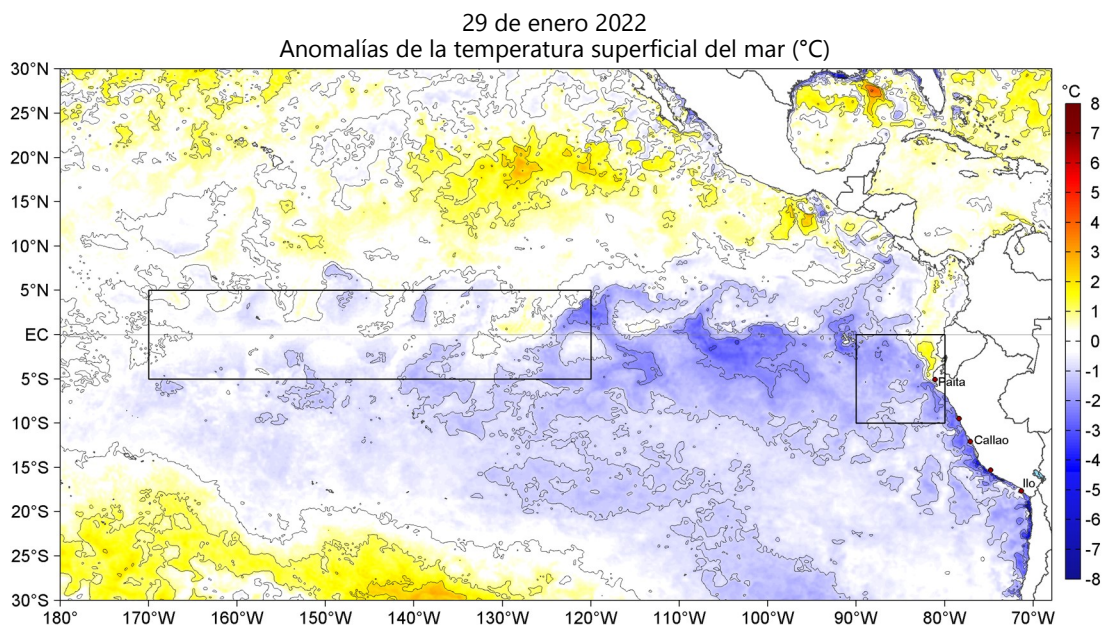 29 de enero 2022
Anomalías de la temperatura superficial del mar (°C)
30°N
25°N
20°N
15°N
10°N
5°N
EC
5°S
10°S
15°S
20°S
25°S
30°S
180°W
170°W
160°W
150°W
140°W
130°W
120°W
110°W
100°W
90°W
80°W
70°W
Paita
Callao
Ilo
°C
8
7
6
5
4
3
2
1
0
-1
-2
-3
-4
-5
-6
-7
-8